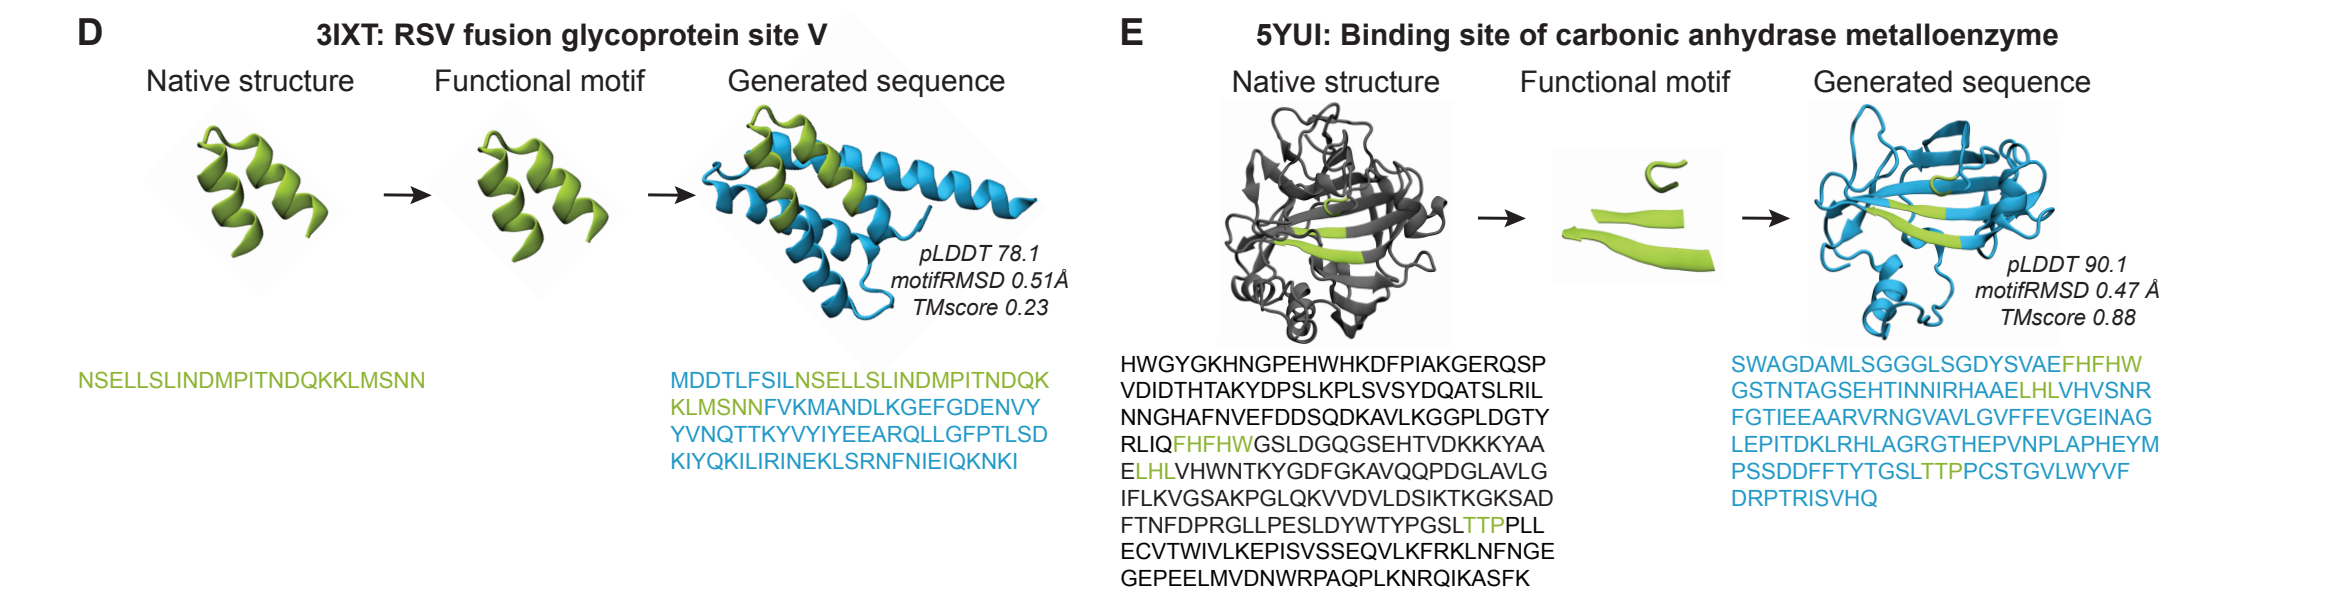 D
3IXT: RSV fusion glycoprotein site V
Native structure
Functional motif
Generated sequence
pLDDT 78.1
motifRMSD 0.51Å
TMscore 0.23
NSELLSLINDMPITNDQKKLMSNN
MDDTLFSILNSELLSLINDMPITNDQK
KLMSNNFVKMANDLKGEFGDENVY
YVNQTTKYVYIYEEARQLLGFPTLSD
KIYQKILIRINEKLSRNFNIEIQKNKI
E
5YUI: Binding site of carbonic anhydrase metalloenzyme
Native structure
Functional motif
Generated sequence
pLDDT 90.1
motifRMSD 0.47 Å
TMscore 0.88
HWGYGKHNGPEHWHKDFPIAKGERQSP
VDIDTHTAKYDPSLKPLSVSYDQATSLRIL
NNGHAFNVEFDDSQDKAVLKGGPLDGTY
RLIQFHFHWGSLDGQGSEHTVDKKKYAA
ELHLVHWNTKYGDFGKAVQQPDGLAVLG
IFLKVGSAKPGLQKVVDVLDSIKTKGKSAD
FTNFDPRGLLPESLDYWTYPGSLTTPPLL
ECVTWIVLKEPISVSSEQVLKFRKLNFNGE
GEPEELMVDNWRPAQPLKNRQIKASFK
SWAGDAMLSGGGLSGDYSVAEFHFHW
GSTNTAGSEHTINNIRHAAELHLVHVSNR
FGTIEEAARVRNGVAVLGVFFEVGEINAG
LEPITDKLRHLAGRGTHEPVNPLAPHEYM
PSSDDFFTYTGSLTTPPCSTGVLWYVF
DRPTRISVHQ